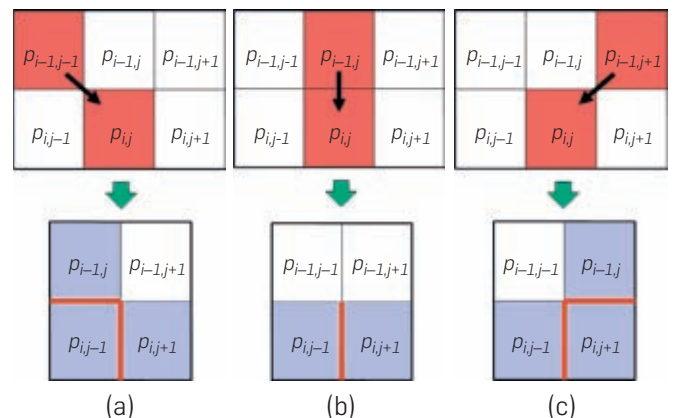 p_{i–1,j–1} p_{i–1,j} p_{i–1,j+1} p_{i–1,j-1} p_{i–1,j} p_{i–1,j+1} p_{i–1,j–1} p_{i–1,j} p_{i–1,j+1}
p_{i,j–1} p_{i,j} p_{i,j+1} p_{i,j-1} p_{i,j} p_{i,j+1} p_{i,j–1} p_{i,j} p_{i,j+1}
p_{i–1,j} p_{i–1,j+1} p_{i–1,j–1} p_{i–1,j+1} p_{i–1,j–1} p_{i–1,j}
p_{i,j–1} p_{i,j+1} p_{i,j–1} p_{i,j+1} p_{i,j–1} p_{i,j+1}
(a) (b) (c)